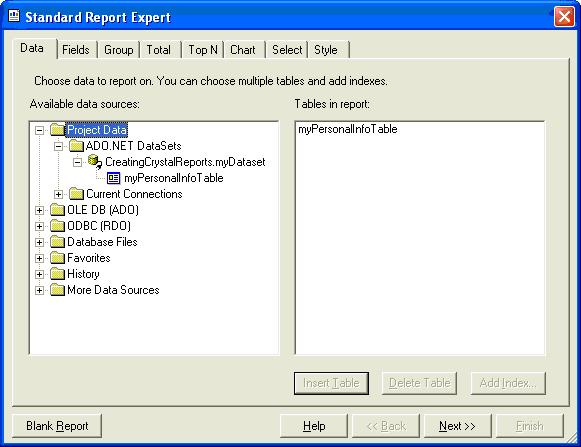 Standard Report Expert
Data Fields Group Total Top N Chart Select Style
Choose data to report on. You can choose multiple tables and add indexes.
Available data sources: Tables in report:
Project Data myPersonalInfoTable
ADO.NET DataSets
CreatingCrystalReports.myDataset
myPersonalInfoTable
Current Connections
OLE DB (ADO)
ODBC (RDO)
Database Files
Favorites
History
More Data Sources
Insert Table Delete Table Add Index...
Blank Report Help << Back Next >> Finish